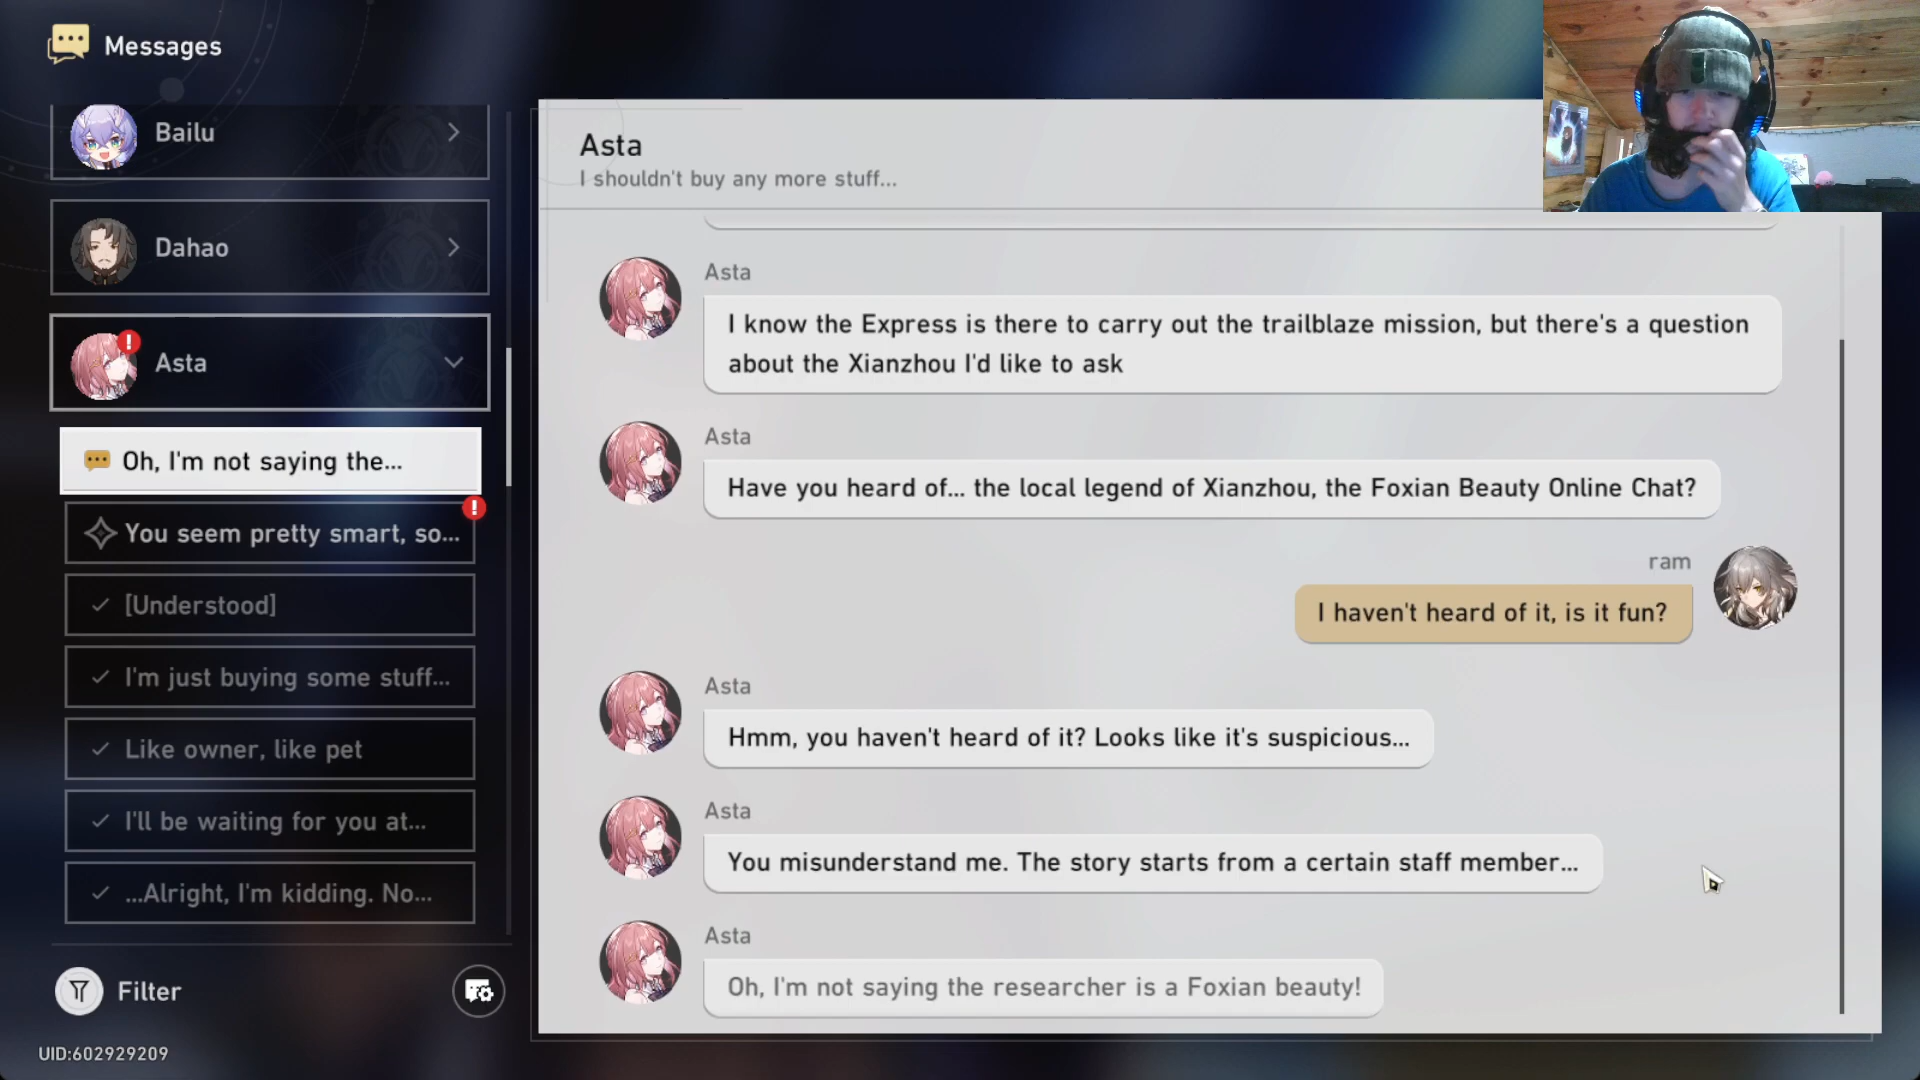 Messages
Bailu
Dahao
Asta
Oh, I'm not saying the...
You seem pretty smart, so...
[Understood]
I'm just buying some stuff...
Like owner, like pet
I'll be waiting for you at...
...Alright, I'm kidding. No...
Filter
UID:602929209
Asta
I shouldn't buy any more stuff...
Asta
I know the Express is there to carry out the trailblaze mission, but there's a question
about the Xianzhou I'd like to ask
Asta
Have you heard of... the local legend of Xianzhou, the Foxian Beauty Online Chat?
ram
I haven't heard of it, is it fun?
Asta
Hmm, you haven't heard of it? Looks like it's suspicious...
Asta
You misunderstand me. The story starts from a certain staff member...
Asta
Oh, I'm not saying the researcher is a Foxian beauty!